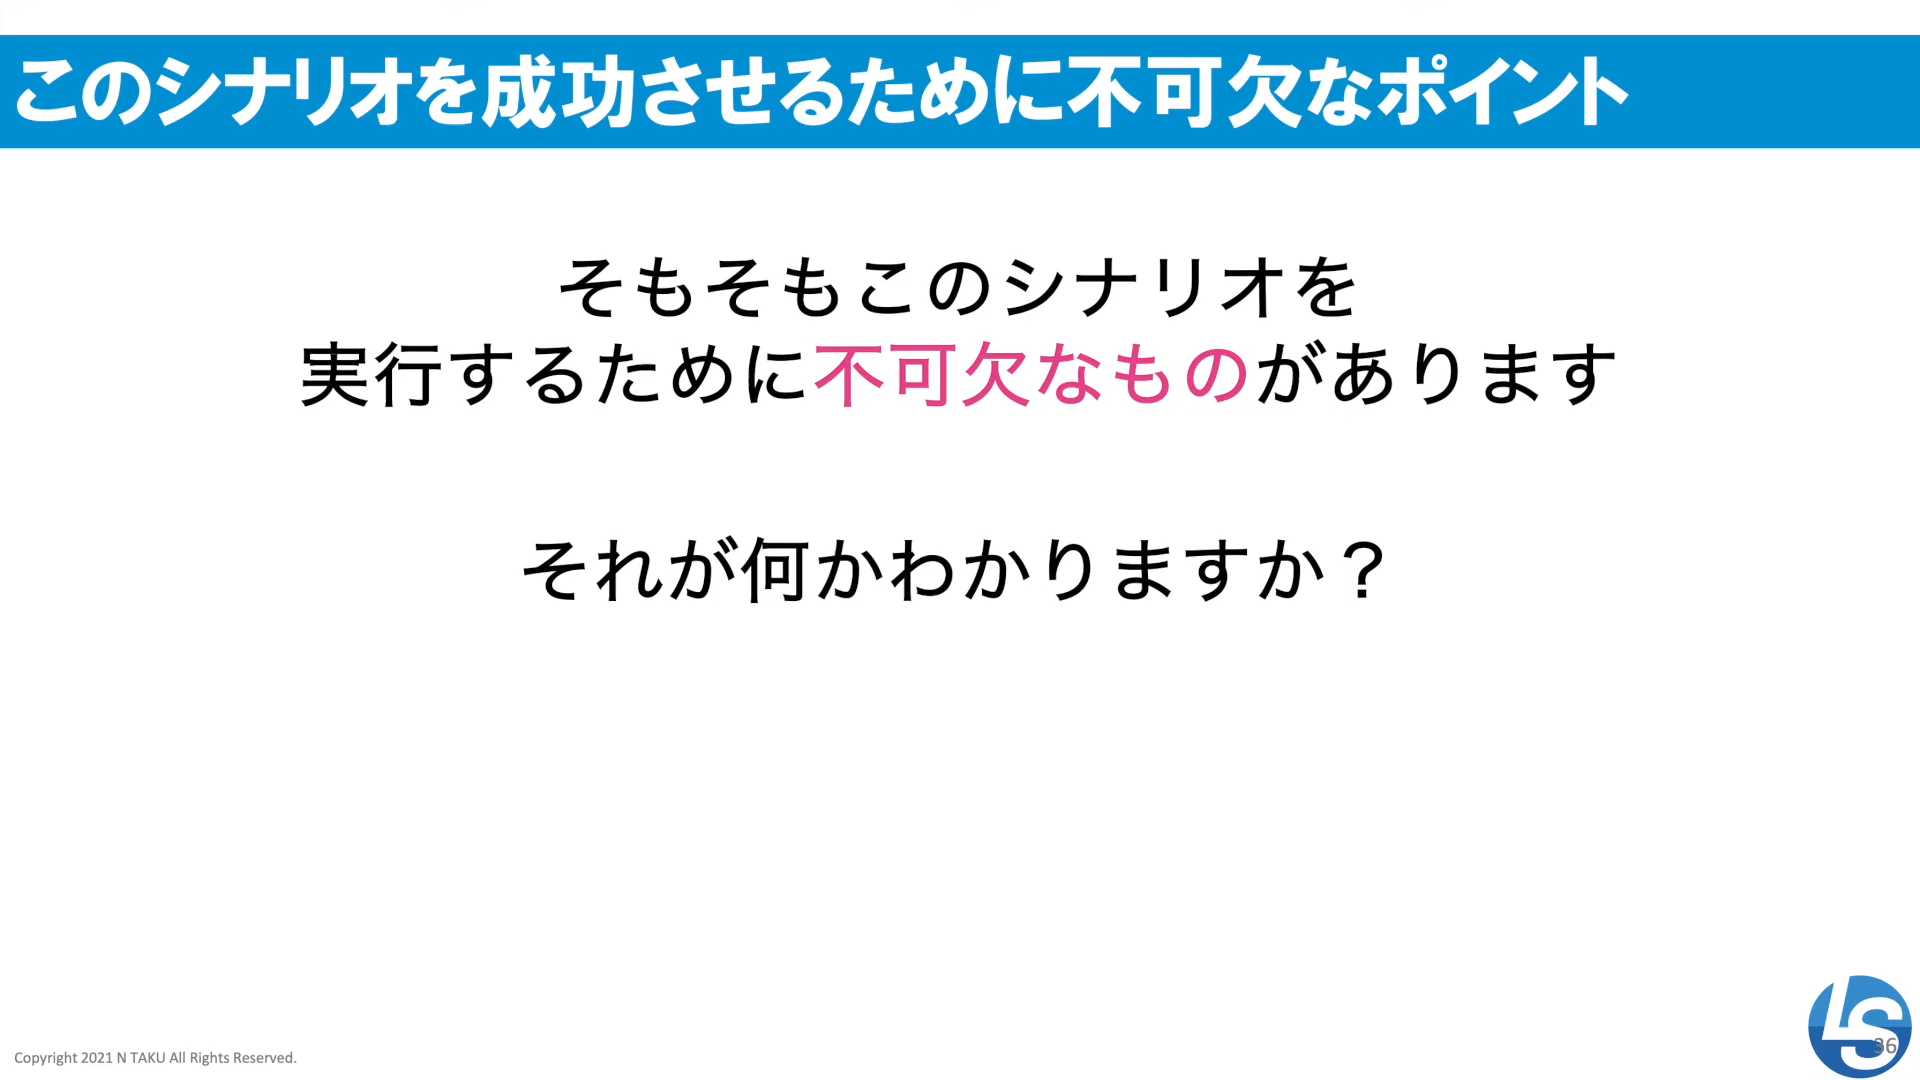 このシナリオを成功させるために不可欠なポイント
そもそもこのシナリオを
実行するために不可欠なものがあります
それが何かわかりますか？
Copyright 2021 N TAKU All Rights Reserved.
LS
36